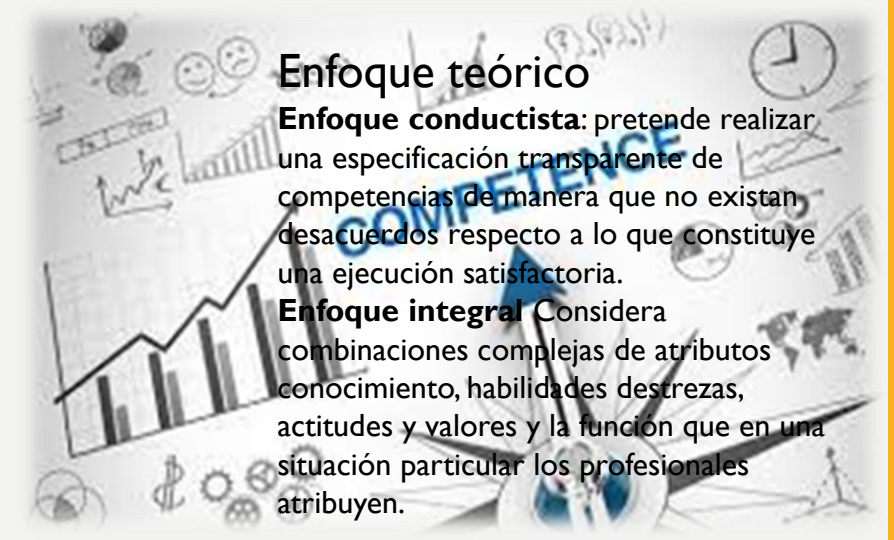 Enfoque teórico
Enfoque conductista: pretende realizar
una especificación transparente de
competencias de manera que no existan
desacuerdos respecto a lo que constituye
una ejecución satisfactoria.
Enfoque integral Considera
combinaciones complejas de atributos
conocimiento, habilidades destrezas,
actitudes y valores y la función que en una
situación particular los profesionales
atribuyen.
COMPETENCE